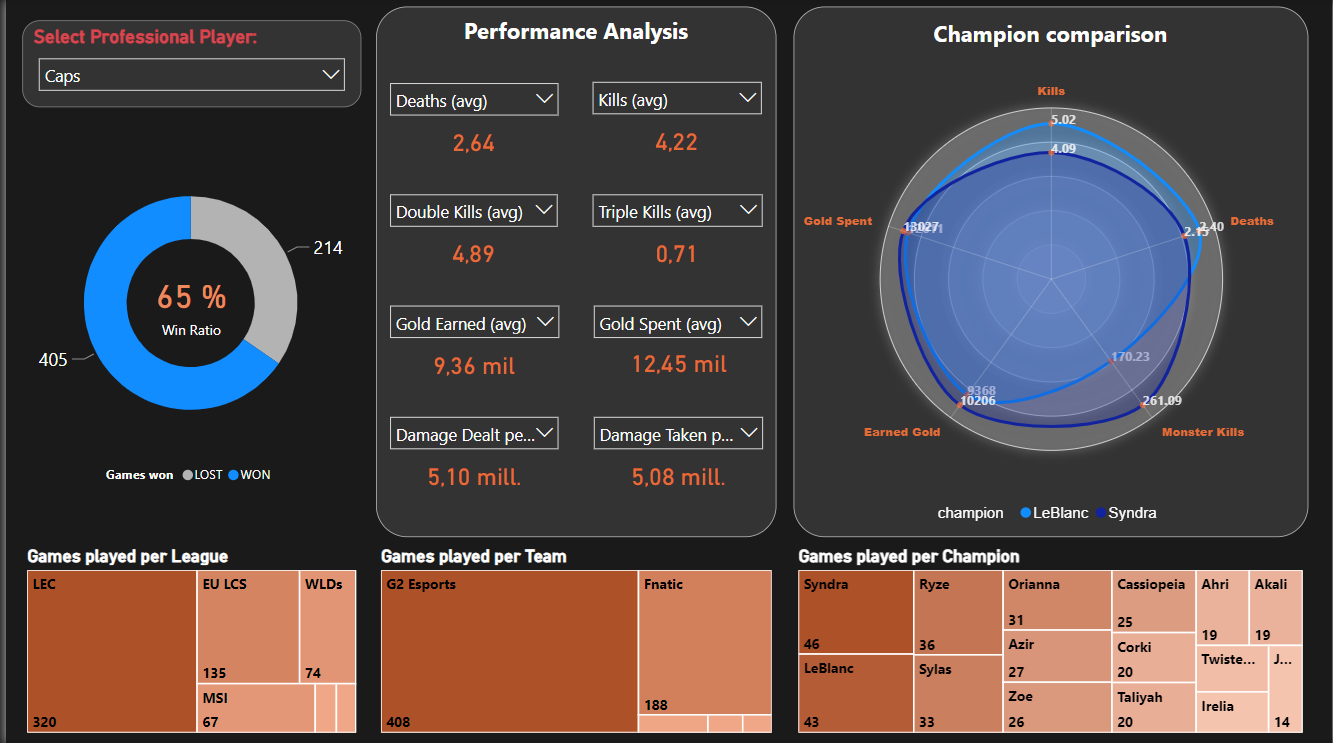 Select Professional Player:
Caps
214
65 %
Win Ratio
405
Games won LOST WON
Performance Analysis
Deaths (avg)
Kills (avg)
2,64
4,22
Double Kills (avg)
Triple Kills (avg)
4,89
0,71
Gold Earned (avg)
Gold Spent (avg)
9,36 mil
12,45 mil
Damage Dealt pe...
Damage Taken p...
5,10 mill.
5,08 mill.
Champion comparison
Kills
5.02
4.09
Gold Spent
13027
2.40
Deaths
2.15
170.23
9368
10206
261.09
Earned Gold
Monster Kills
champion LeBlanc Syndra
Games played per League
LEC
320
EU LCS
135
WLDs
74
MSI
67
Games played per Team
G2 Esports
408
Fnatic
188
Games played per Champion
Syndra
46
LeBlanc
43
Ryze
36
Sylas
33
Orianna
31
Azir
27
Zoe
26
Cassiopeia
25
Corki
20
Taliyah
20
Ahri
19
Akali
19
Twiste...
Irelia
J...
14